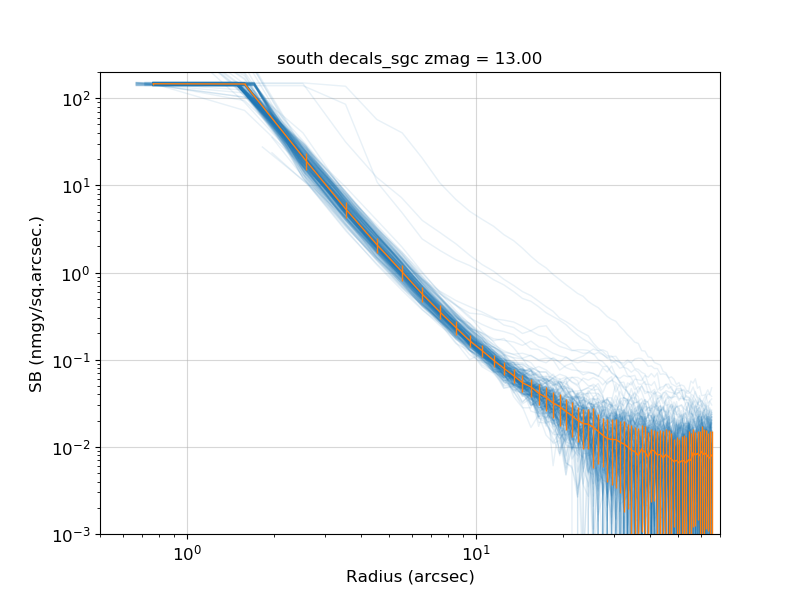 south decals_sgc zmag = 13.00
SB (nmgy/sq.arcsec.)
10²
10¹
10⁰
10⁻¹
10⁻²
10⁻³
10⁰ 10¹
Radius (arcsec)